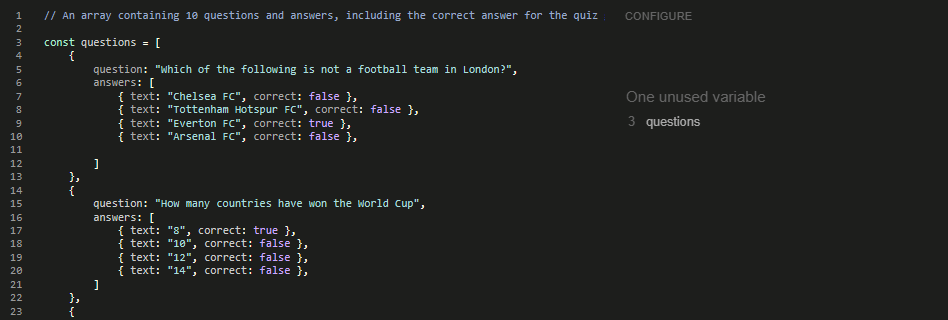 1 // An array containing 10 questions and answers, including the correct answer for the quiz
CONFIGURE
2
3 const questions = [
4 {
5 question: "Which of the following is not a football team in London?",
6 answers: [
7 { text: "Chelsea FC", correct: false },
8 { text: "Tottenham Hotspur FC", correct: false },
9 { text: "Everton FC", correct: true },
10 { text: "Arsenal FC", correct: false },
11
12 ]
13 },
14 {
15 question: "How many countries have won the World Cup",
16 answers: [
17 { text: "8", correct: true },
18 { text: "10", correct: false },
19 { text: "12", correct: false },
20 { text: "14", correct: false },
21 ]
22 },
23 {
One unused variable
3 questions